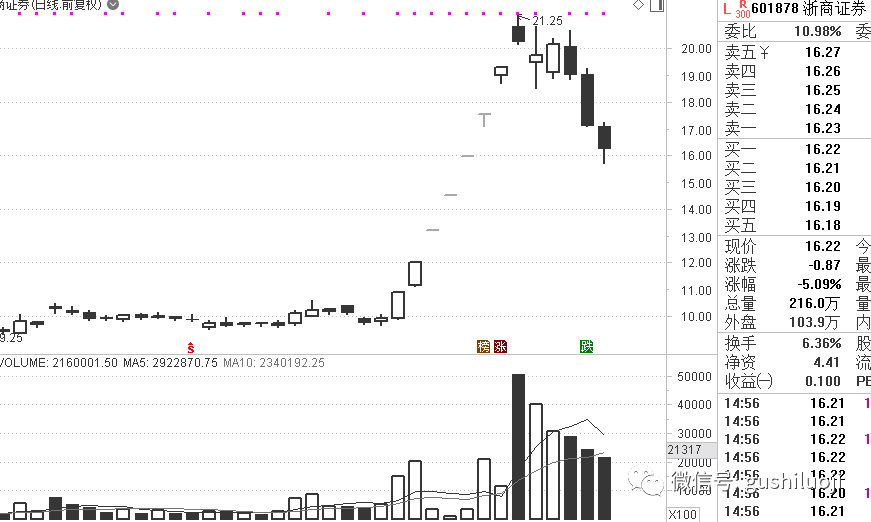 商证券(日线.前复权)
21.25
20.00
19.00
18.00
17.00
16.00
15.00
14.00
13.00
12.00
11.00
10.00
9.25
S
榜 涨 跌
VOLUME: 2160001.50 MA5: 2922870.75 MA10: 2340192.25
50000
40000
30000
21317
20000
10000
X100
L R 300 601878 浙商证券
委比 10.98% 委
卖五 ¥ 16.27
卖四 16.26
卖三 16.25
卖二 16.24
卖一 16.23
买一 16.22
买二 16.21
买三 16.20
买四 16.19
买五 16.18
现价 16.22 今
涨跌 -0.87 最
涨幅 -5.09% 最
总量 216.0万 量
外盘 103.9万 内
换手 6.36% 股
净资 4.41 流
收益㈠ 0.100 PE
14:56 16.21 1
14:56 16.21
14:56 16.22 1
14:56 16.22
14:56 16.22
14:56 16.20 1
14:56 16.21
微信号: gushiluojj